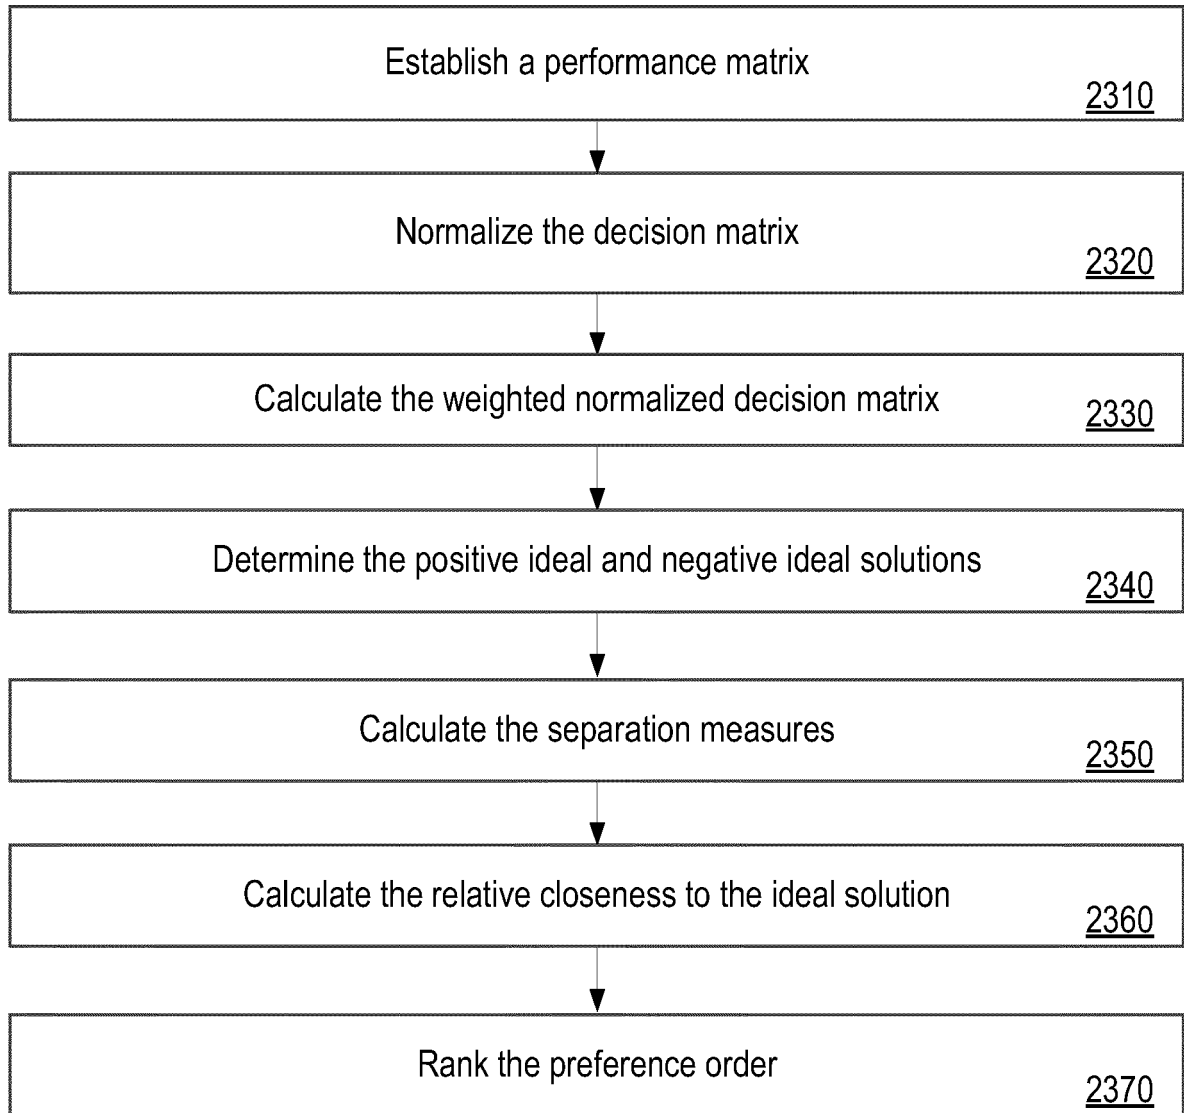 Establish a performance matrix
2310
Normalize the decision matrix
2320
Calculate the weighted normalized decision matrix
2330
Determine the positive ideal and negative ideal solutions
2340
Calculate the separation measures
2350
Calculate the relative closeness to the ideal solution
2360
Rank the preference order
2370